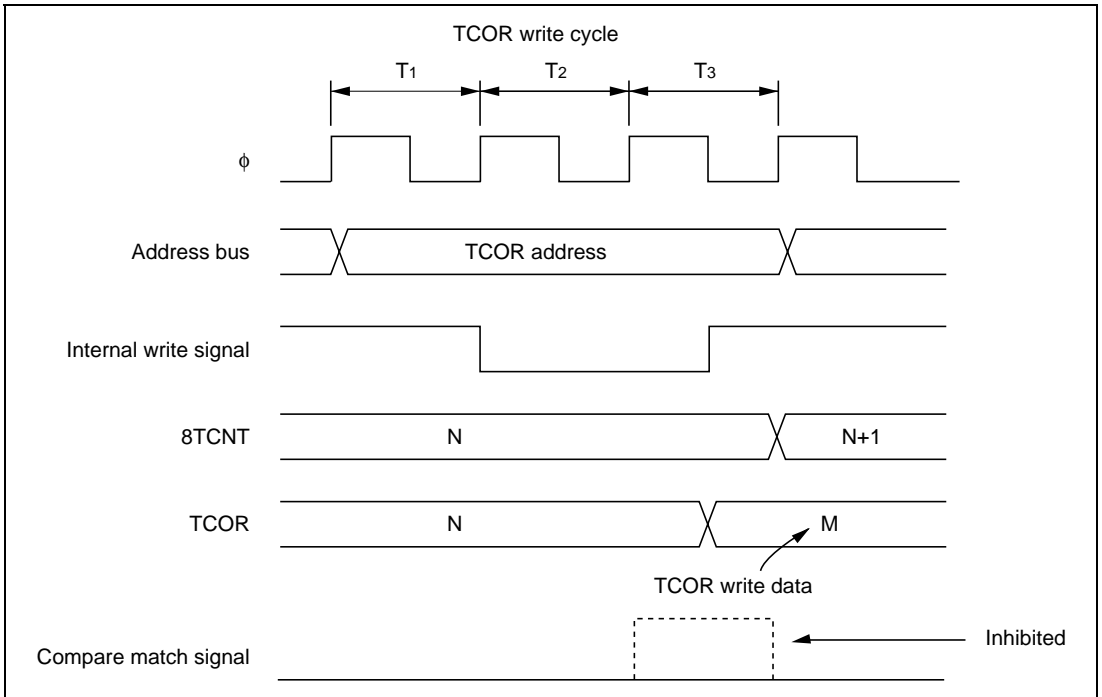 TCOR write cycle
T1 T2 T3
φ
Address bus TCOR address
Internal write signal
8TCNT N N+1
TCOR N M
TCOR write data
Inhibited
Compare match signal